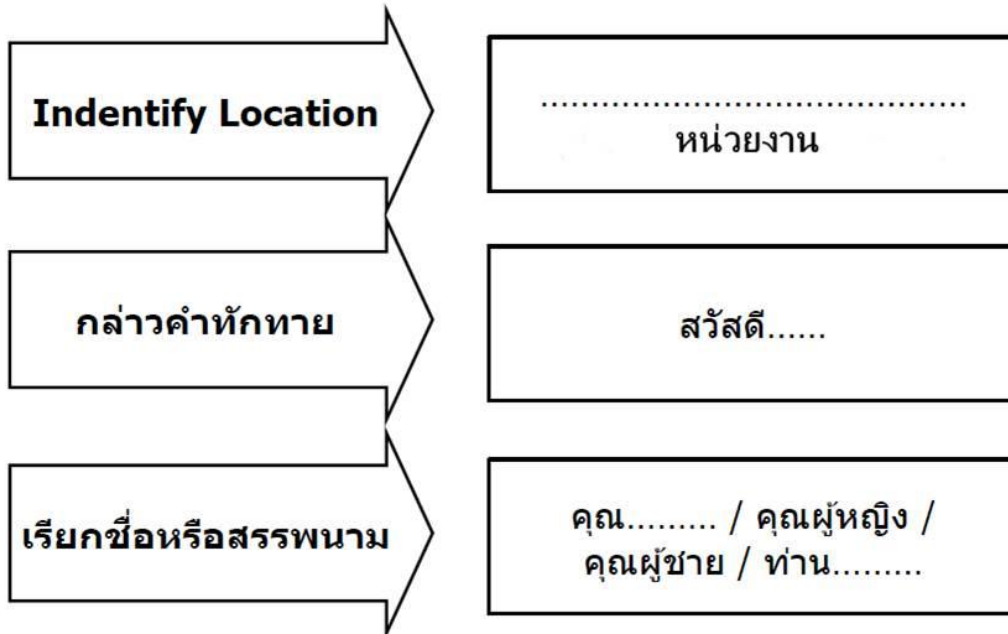 Indentify Location
..........................................
หน่วยงาน
กล่าวคำทักทาย
สวัสดี......
เรียกชื่อหรือสรรพนาม
คุณ......... / คุณผู้หญิง /
คุณผู้ชาย / ท่าน.........